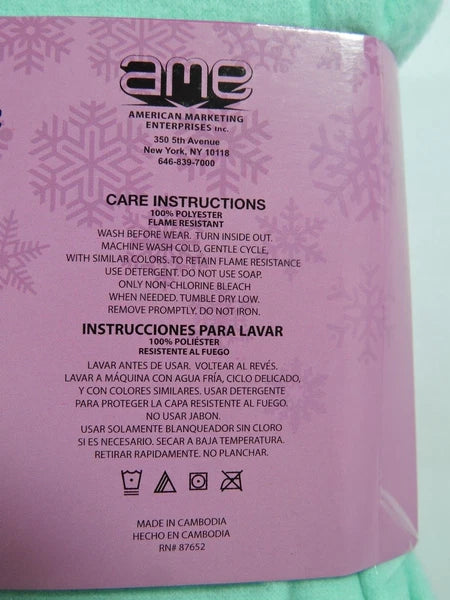 ame
AMERICAN MARKETING
ENTERPRISES Inc.
350 5th Avenue
New York, NY 10118
646-839-7000
CARE INSTRUCTIONS
100% POLYESTER
FLAME RESISTANT
WASH BEFORE WEAR. TURN INSIDE OUT.
MACHINE WASH COLD, GENTLE CYCLE,
WITH SIMILAR COLORS. TO RETAIN FLAME RESISTANCE
USE DETERGENT. DO NOT USE SOAP.
ONLY NON-CHLORINE BLEACH
WHEN NEEDED. TUMBLE DRY LOW.
REMOVE PROMPTLY. DO NOT IRON.
INSTRUCCIONES PARA LAVAR
100% POLIÉSTER
RESISTENTE AL FUEGO
LAVAR ANTES DE USAR. VOLTEAR AL REVÉS.
LAVAR A MÁQUINA CON AGUA FRÍA, CICLO DELICADO,
Y CON COLORES SIMILARES. USAR DETERGENTE
PARA PROTEGER LA CAPA RESISTENTE AL FUEGO.
NO USAR JABON.
USAR SOLAMENTE BLANQUEADOR SIN CLORO
SI ES NECESARIO. SECAR A BAJA TEMPERATURA.
RETIRAR RAPIDAMENTE. NO PLANCHAR.
MADE IN CAMBODIA
HECHO EN CAMBODIA
RN# 87652